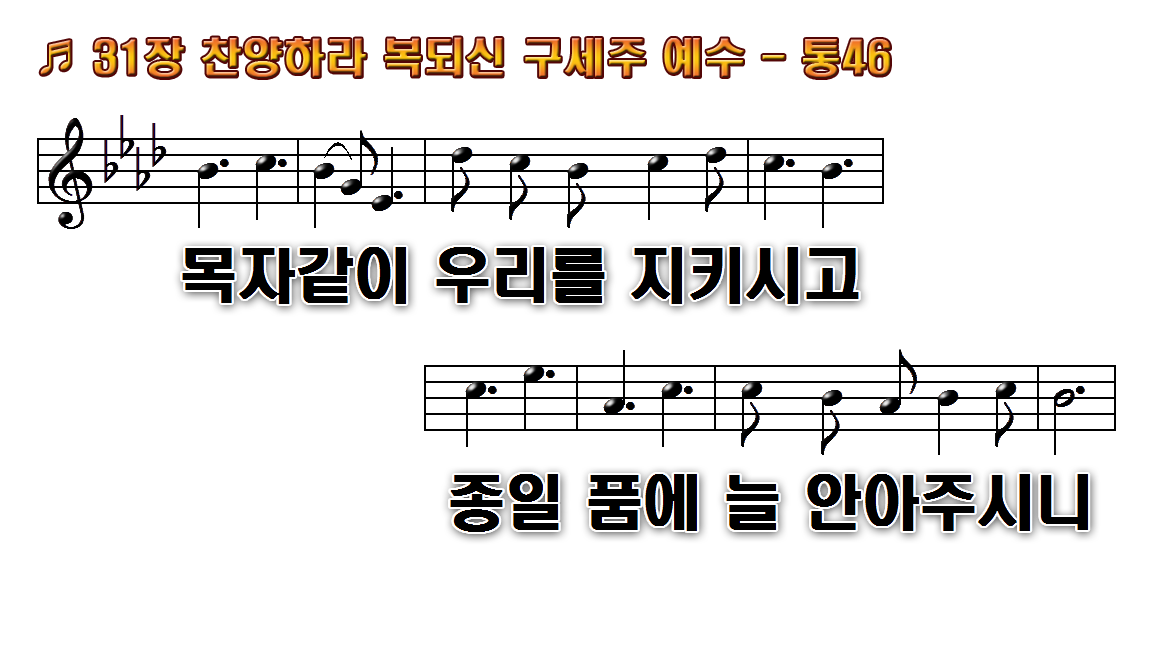 ♬ 31장 찬양하라 복되신 구세주 예수 - 통46
목자같이 우리를 지키시고
종일 품에 늘 안아주시니